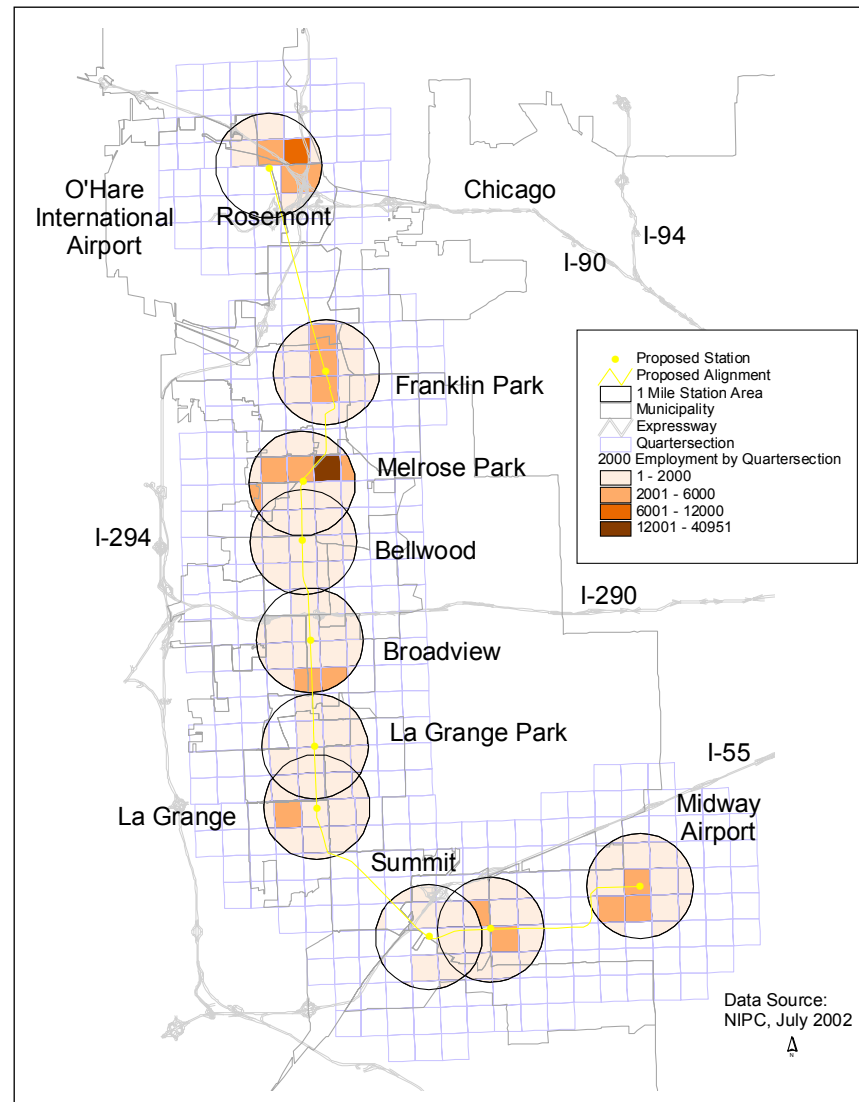 O'Hare
International
Airport
Rosemont
Chicago
I-94
I-90
Franklin Park
Proposed Station
Proposed Alignment
1 Mile Station Area
Municipality
Expressway
Quartersection
2000 Employment by Quartersection
1 - 2000
2001 - 6000
6001 - 12000
12001 - 40951
Melrose Park
I-294
Bellwood
I-290
Broadview
La Grange Park
I-55
La Grange
Midway
Airport
Summit
Data Source:
NIPC, July 2002
N